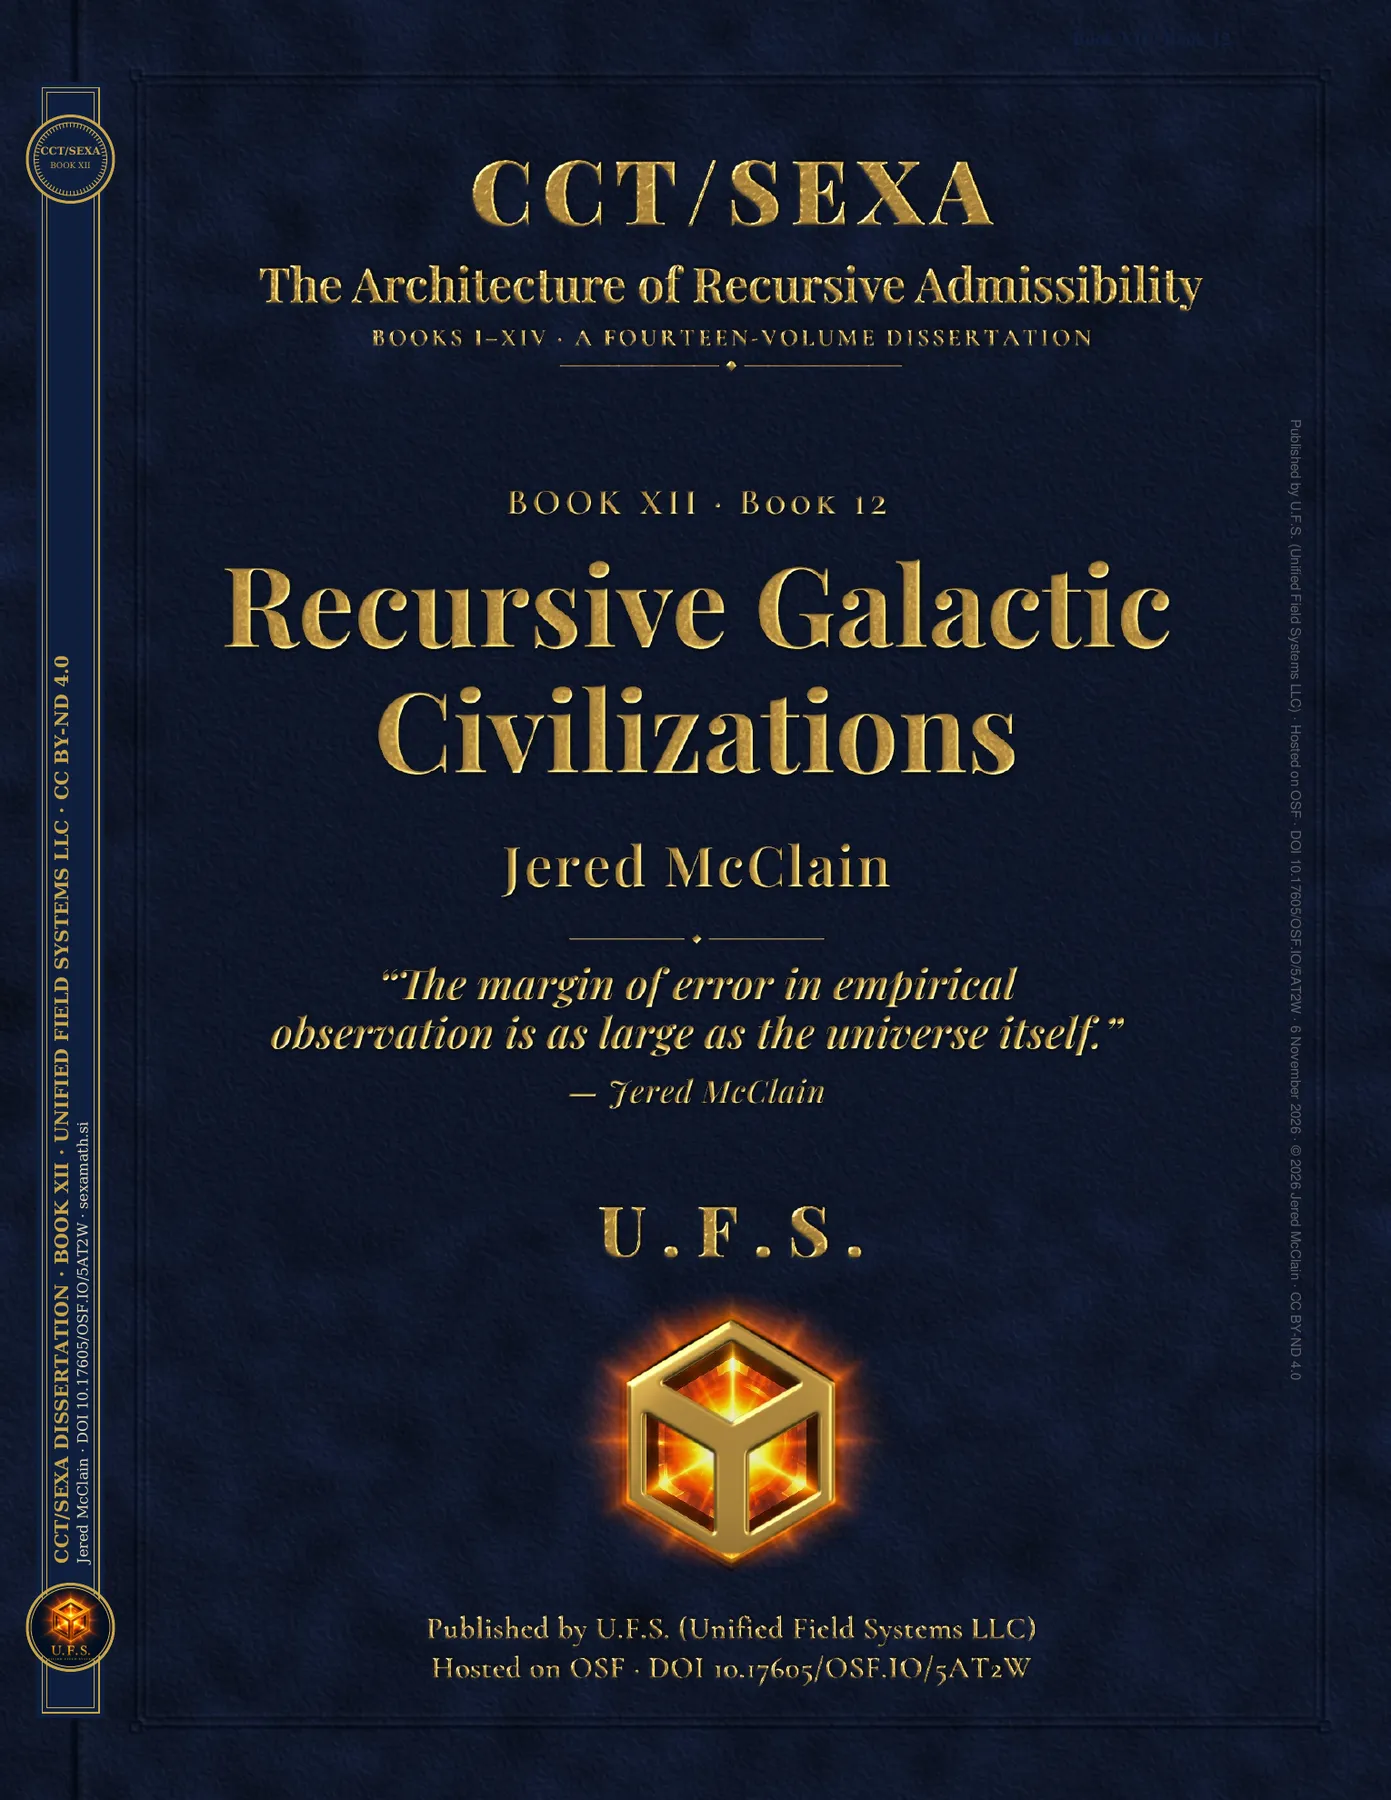 CCT/SEXA
The Architecture of Recursive Admissibility
BOOKS I–XIV · A FOURTEEN-VOLUME DISSERTATION
BOOK XII · Book 12
Recursive Galactic
Civilizations
Jered McClain
“The margin of error in empirical
observation is as large as the universe itself.”
— Jered McClain
U.F.S.
Published by U.F.S. (Unified Field Systems LLC)
Hosted on OSF · DOI 10.17605/OSF.IO/5AT2W
CCT/SEXA
BOOK XII
CCT/SEXA DISSERTATION · BOOK XII · UNIFIED FIELD SYSTEMS LLC · CC BY-ND 4.0
Jered McClain · DOI 10.17605/OSF.IO/5AT2W · sexamath.si
U.F.S.
Published by U.F.S. (Unified Field Systems LLC) · Hosted on OSF · DOI 10.17605/OSF.IO/5AT2W · 6 November 2026 · © 2026 Jered McClain · CC BY-ND 4.0